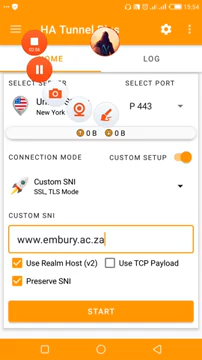 15:54
HA Tunnel Plus
HOME
LOG
SELECT SERVER
SELECT PORT
New York
P 443
0 B
0 B
CONNECTION MODE
CUSTOM SETUP
Custom SNI
SSL, TLS Mode
CUSTOM SNI
www.embury.ac.za
Use Realm Host (v2)
Use TCP Payload
Preserve SNI
START